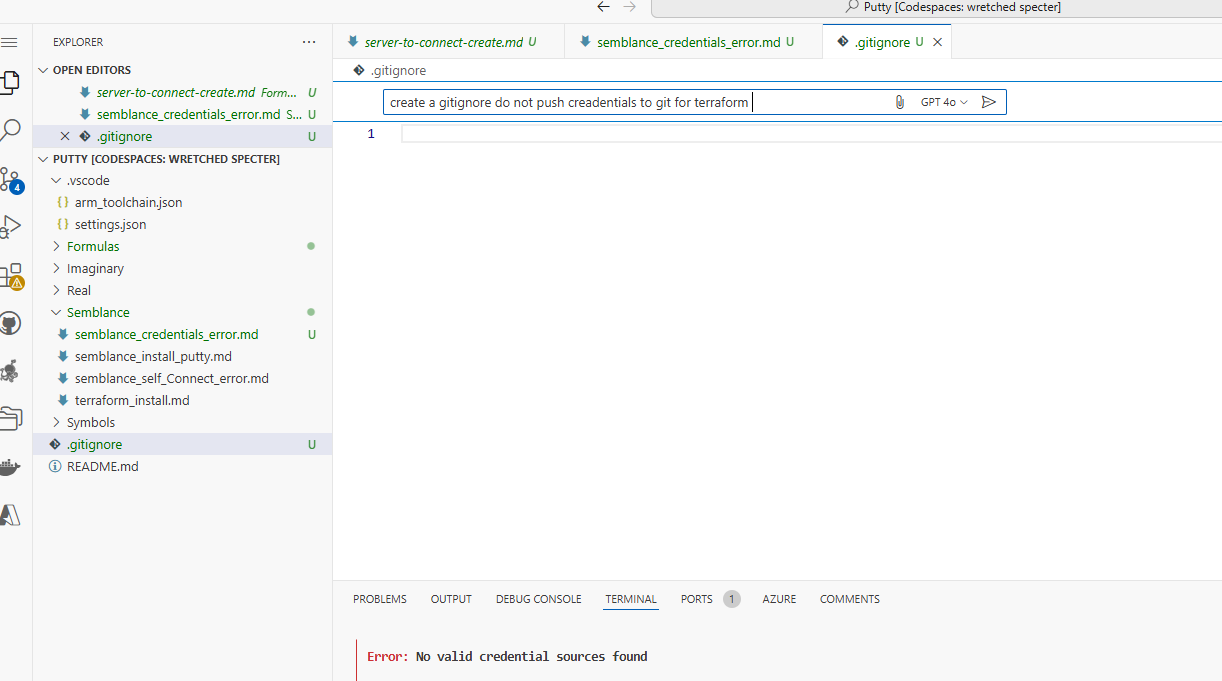 Putty [Codespaces: wretched specter]
EXPLORER
server-to-connect-create.md U
semblance_credentials_error.md U
.gitignore U
OPEN EDITORS
.gitignore
server-to-connect-create.md Form... U
create a gitignore do not push creadentials to git for terraform
GPT 4o
semblance_credentials_error.md S... U
.gitignore U
1
PUTTY [CODESPACES: WRETCHED SPECTER]
.vscode
4
{} arm_toolchain.json
{} settings.json
Formulas
Imaginary
Real
Semblance
semblance_credentials_error.md U
semblance_install_putty.md
semblance_self_Connect_error.md
terraform_install.md
Symbols
.gitignore U
README.md
PROBLEMS OUTPUT DEBUG CONSOLE TERMINAL PORTS 1 AZURE COMMENTS
Error: No valid credential sources found